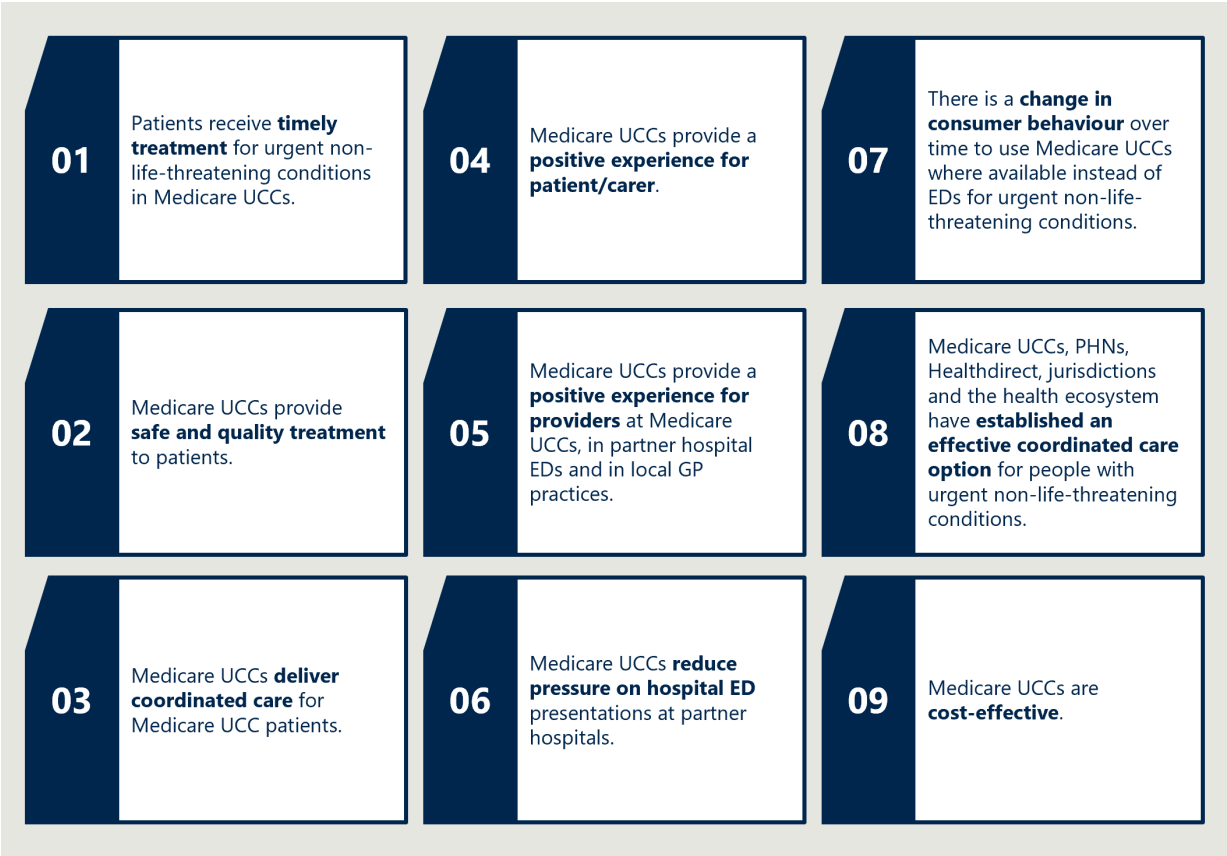 01
Patients receive timely
treatment for urgent non-
life-threatening conditions
in Medicare UCCs.
02
Medicare UCCs provide
safe and quality treatment
to patients.
03
Medicare UCCs deliver
coordinated care for
Medicare UCC patients.
04
Medicare UCCs provide a
positive experience for
patient/carer.
05
Medicare UCCs provide a
positive experience for
providers at Medicare
UCCs, in partner hospital
EDs and in local GP
practices.
06
Medicare UCCs reduce
pressure on hospital ED
presentations at partner
hospitals.
07
There is a change in
consumer behaviour over
time to use Medicare UCCs
where available instead of
EDs for urgent non-life-
threatening conditions.
08
Medicare UCCs, PHNs,
Healthdirect, jurisdictions
and the health ecosystem
have established an
effective coordinated care
option for people with
urgent non-life-threatening
conditions.
09
Medicare UCCs are
cost-effective.